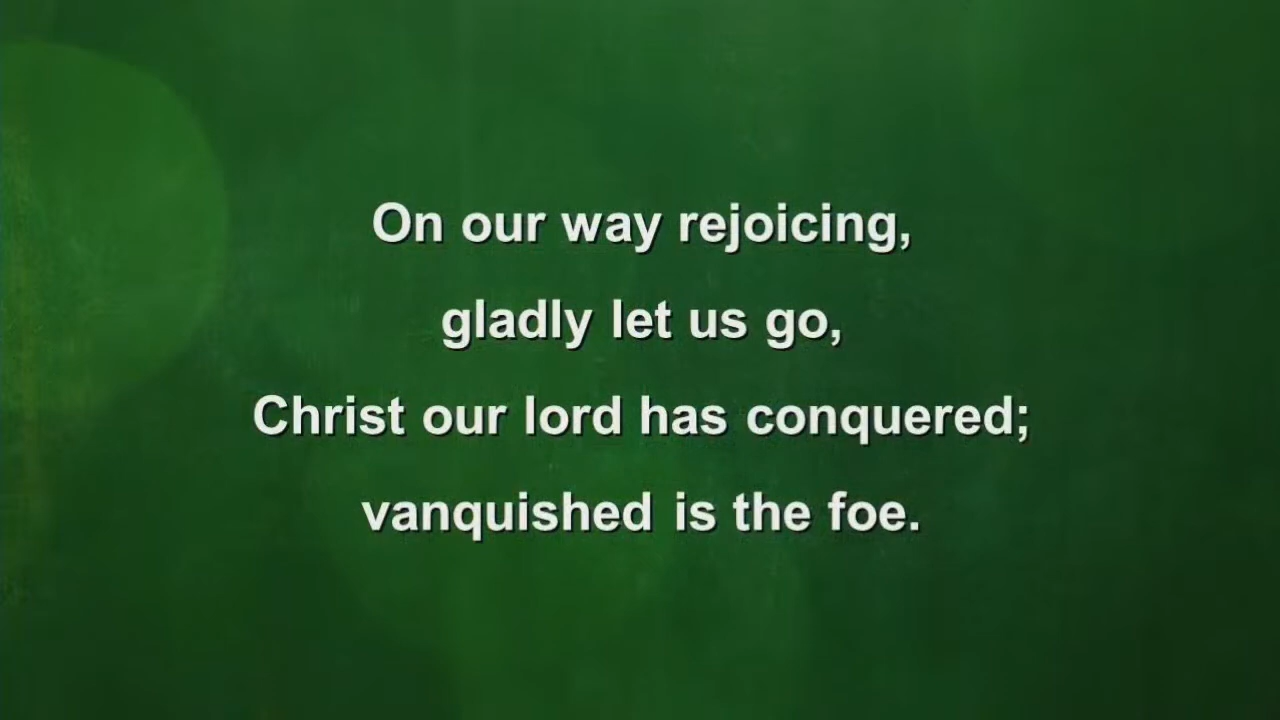 On our way rejoicing,
gladly let us go,
Christ our lord has conquered;
vanquished is the foe.